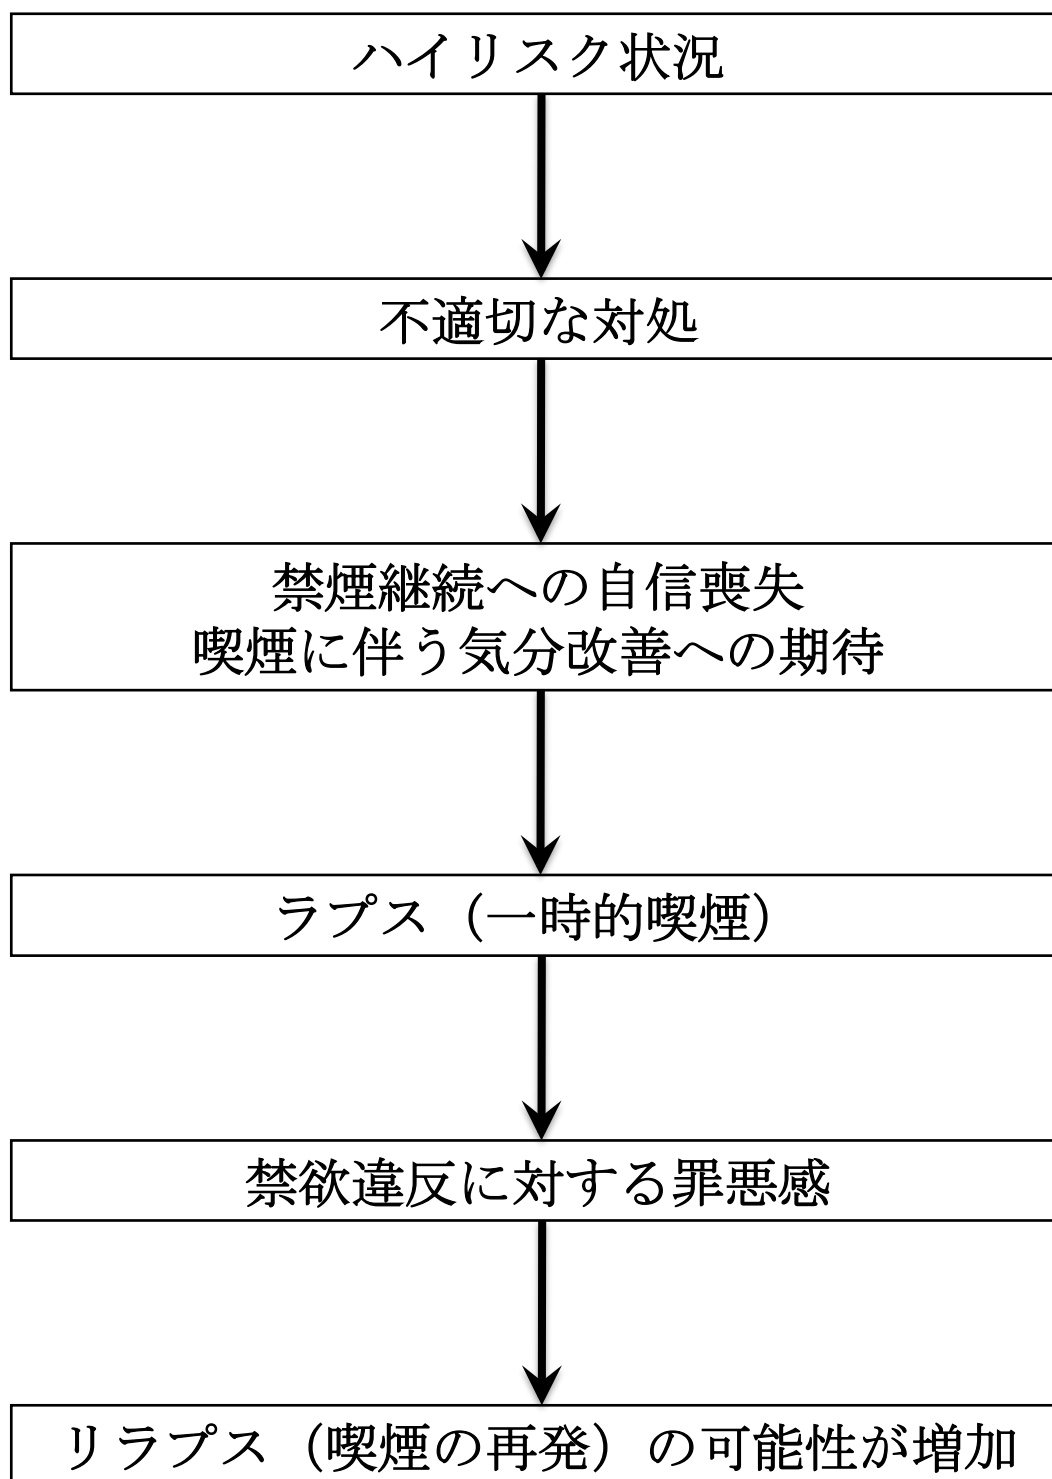 ハイリスク状況
不適切な対処
禁煙継続への自信喪失
喫煙に伴う気分改善への期待
ラプス（一時的喫煙）
禁欲違反に対する罪悪感
リラプス（喫煙の再発）の可能性が増加